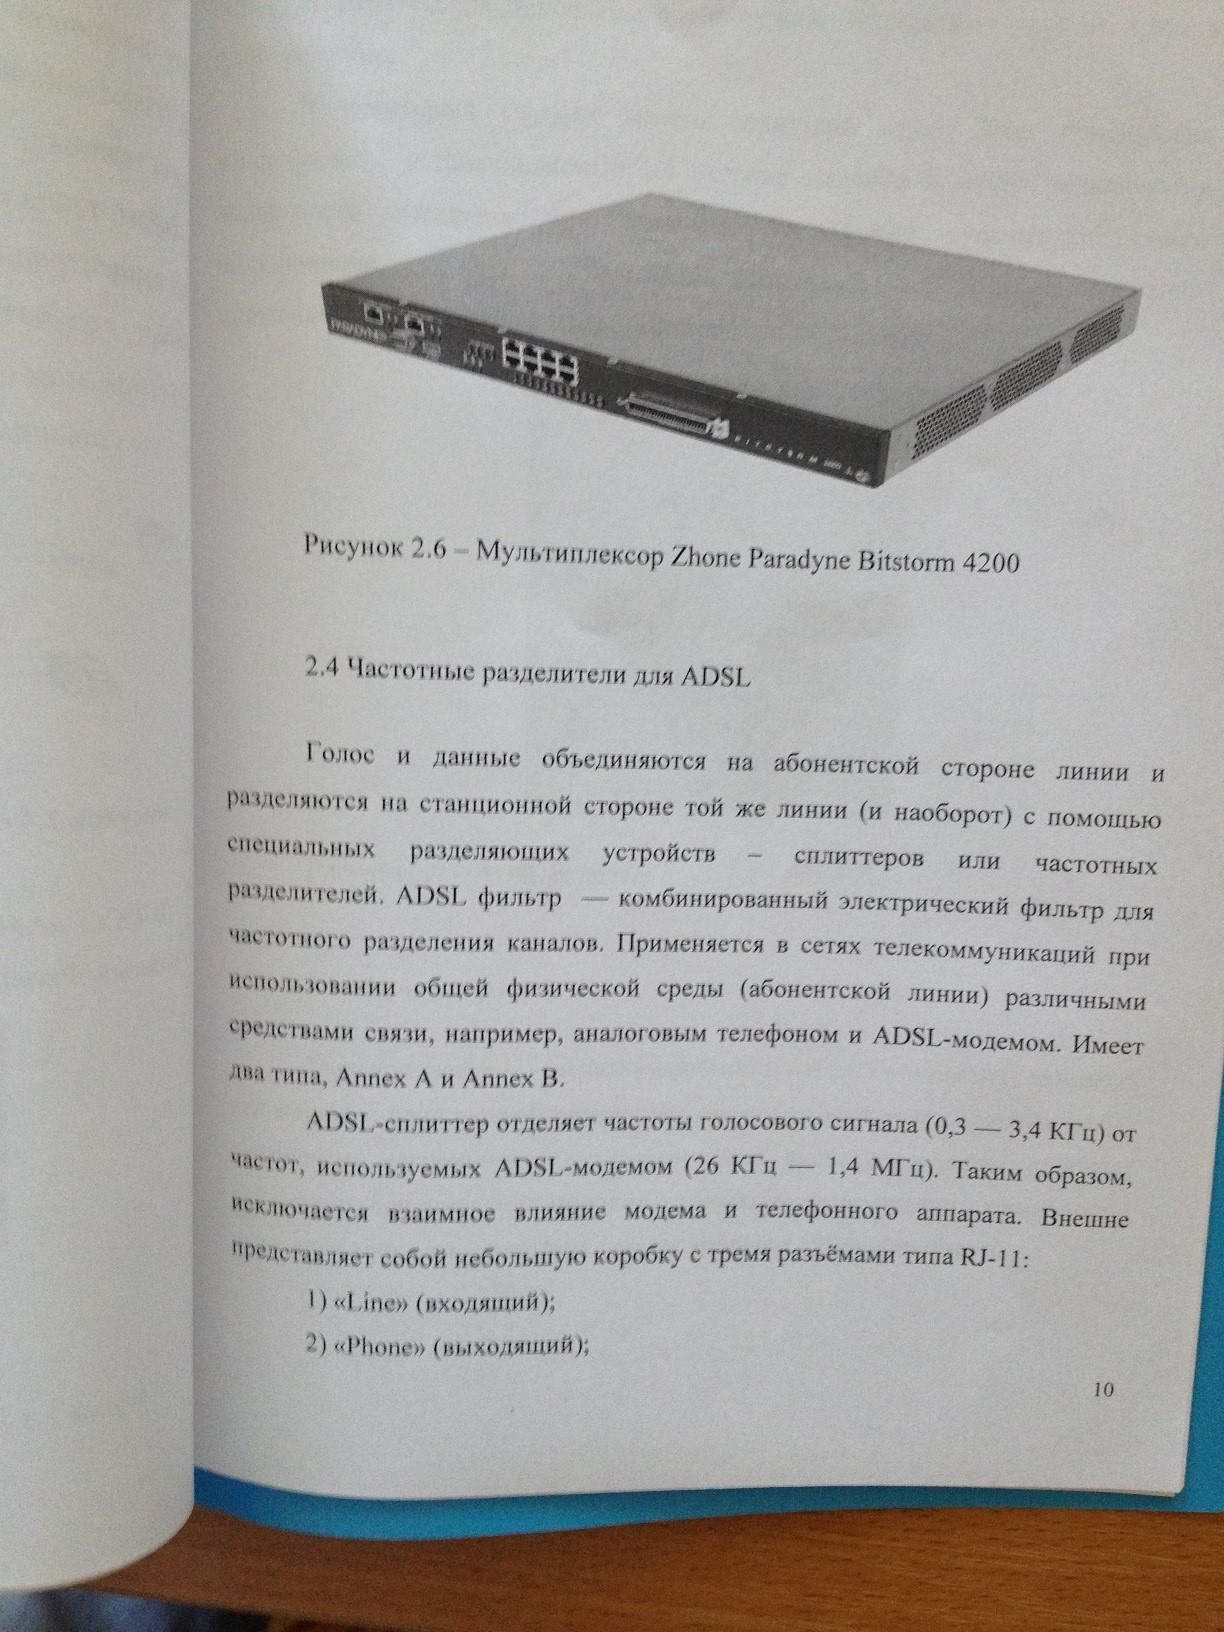 PARADYNE
BITSTORM
Рисунок 2.6 – Мультиплексор Zhone Paradyne Bitstorm 4200
2.4 Частотные разделители для ADSL
Голос и данные объединяются на абонентской стороне линии и
разделяются на станционной стороне той же линии (и наоборот) с помощью
специальных разделяющих устройств – сплиттеров или частотных
разделителей. ADSL фильтр — комбинированный электрический фильтр для
частотного разделения каналов. Применяется в сетях телекоммуникаций при
использовании общей физической среды (абонентской линии) различными
средствами связи, например, аналоговым телефоном и ADSL-модемом. Имеет
два типа, Annex A и Annex B.
ADSL-сплиттер отделяет частоты голосового сигнала (0,3 — 3,4 КГц) от
частот, используемых ADSL-модемом (26 КГц — 1,4 МГц). Таким образом,
исключается взаимное влияние модема и телефонного аппарата. Внешне
представляет собой небольшую коробку с тремя разъёмами типа RJ-11:
1) «Line» (входящий);
2) «Phone» (выходящий);
10